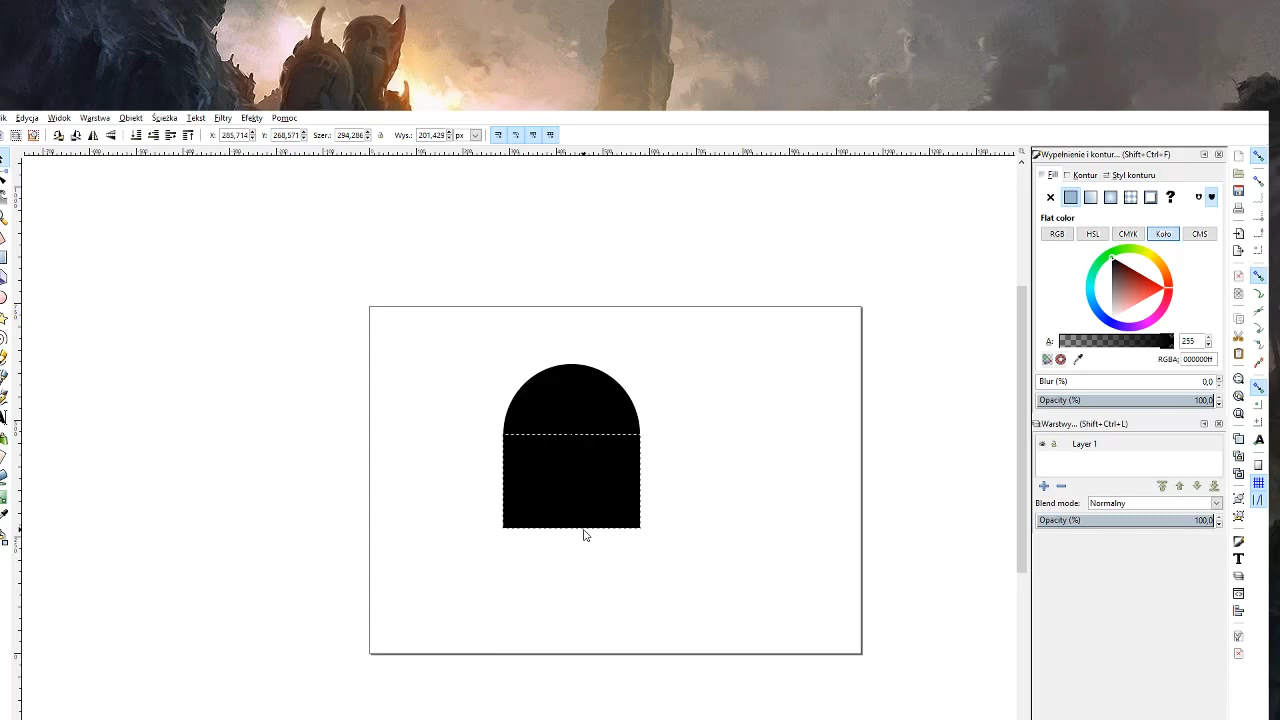 ik Edycja Widok Warstwa Obiekt Ścieżka Tekst Filtry Efekty Pomoc
X: 285,714 Y: 268,571 Szer.: 294,286 Wys.: 201,429 px
Wypełnienie i kontur... (Shift+Ctrl+F)
Fill Kontur Styl konturu
?
Flat color
RGB HSL CMYK Koło CMS
A: 255
RGBA: 000000ff
Blur (%) 0,0
Opacity (%) 100,0
Warstwy... (Shift+Ctrl+L)
Layer 1
Blend mode: Normalny
Opacity (%) 100,0